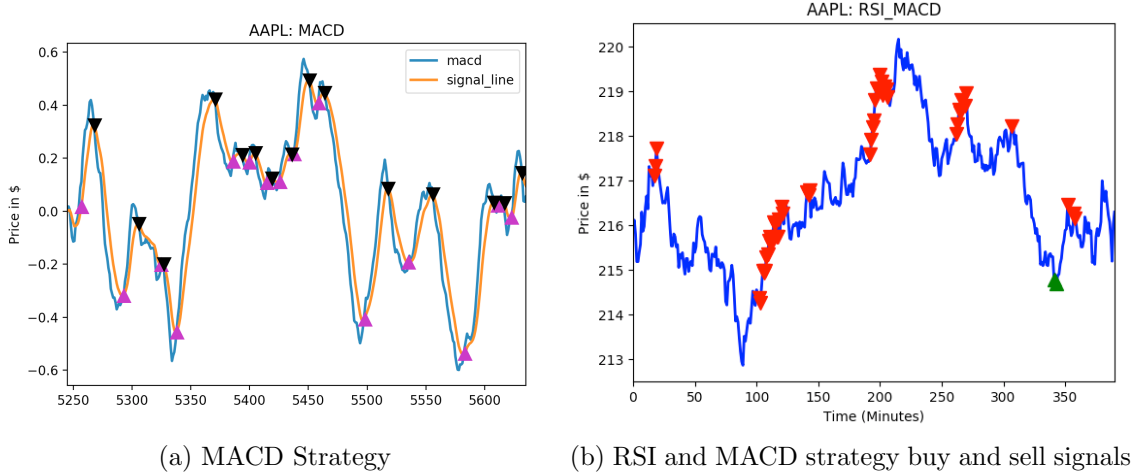 AAPL: MACD
macd
signal_line
Price in $
0.6
0.4
0.2
0.0
−0.2
−0.4
−0.6
5250 5300 5350 5400 5450 5500 5550 5600
(a) MACD Strategy
AAPL: RSI_MACD
Price in $
220
219
218
217
216
215
214
213
0 50 100 150 200 250 300 350
Time (Minutes)
(b) RSI and MACD strategy buy and sell signals